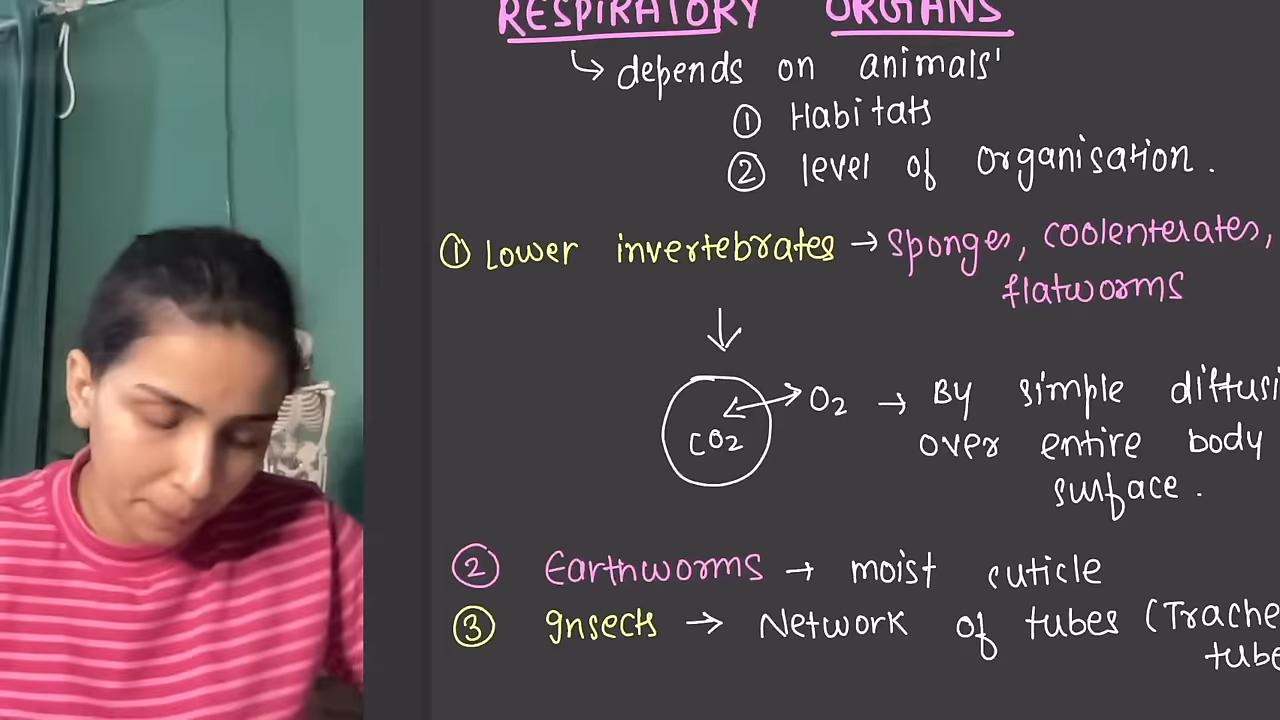 RESPIRATORY ORGANS
↳ depends on animals'
① Habitats
② level of Organisation.
① Lower invertebrates → Sponges, coolenterates,
flatworms
↓
CO2 O2 → By simple diffusi
over entire body
surface.
② Earthworms → moist cuticle
③ Insects → Network of tubes (Trache
tube